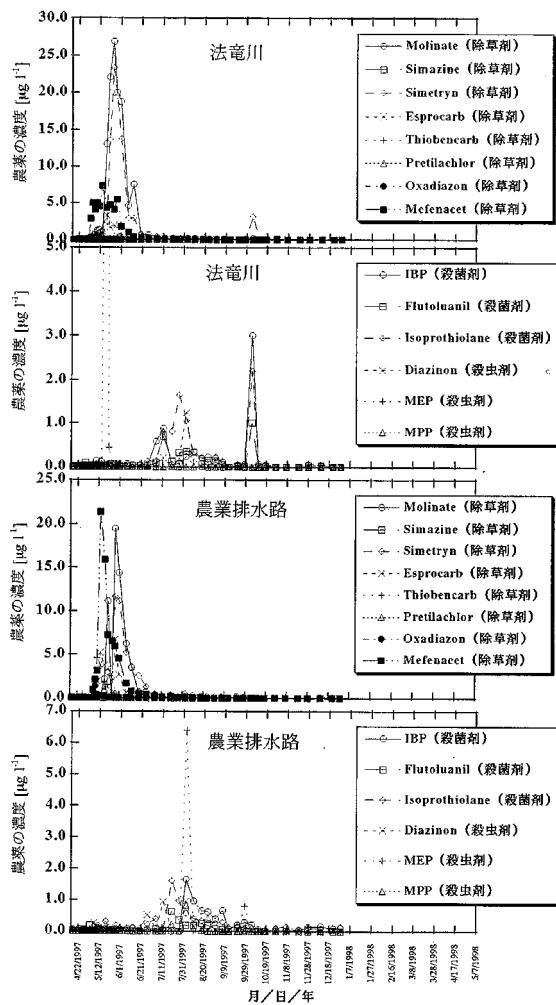 農薬の濃度 [μg l⁻¹]
30.0
25.0
20.0
15.0
10.0
5.0
0.0
法竜川
Molinate (除草剤)
Simazine (除草剤)
Simetryn (除草剤)
Esprocarb (除草剤)
Thiobencarb (除草剤)
Pretilachlor (除草剤)
Oxadiazon (除草剤)
Mefenacet (除草剤)
農薬の濃度 [μg l⁻¹]
5.0
4.0
3.0
2.0
1.0
0.0
法竜川
IBP (殺菌剤)
Flutoluanil (殺菌剤)
Isoprothiolane (殺菌剤)
Diazinon (殺虫剤)
MEP (殺虫剤)
MPP (殺虫剤)
農薬の濃度 [μg l⁻¹]
25.0
20.0
15.0
10.0
5.0
0.0
農業排水路
Molinate (除草剤)
Simazine (除草剤)
Simetryn (除草剤)
Esprocarb (除草剤)
Thiobencarb (除草剤)
Pretilachlor (除草剤)
Oxadiazon (除草剤)
Mefenacet (除草剤)
農薬の濃度 [μg l⁻¹]
7.0
6.0
5.0
4.0
3.0
2.0
1.0
0.0
農業排水路
IBP (殺菌剤)
Flutoluanil (殺菌剤)
Isoprothiolane (殺菌剤)
Diazinon (殺虫剤)
MEP (殺虫剤)
MPP (殺虫剤)
4/22/1997
5/12/1997
6/1/1997
6/21/1997
7/11/1997
7/31/1997
8/20/1997
9/9/1997
9/29/1997
10/19/1997
11/8/1997
11/28/1997
12/18/1997
1/7/1998
1/27/1998
2/16/1998
3/8/1998
3/28/1998
4/17/1998
5/7/1998
月/日/年